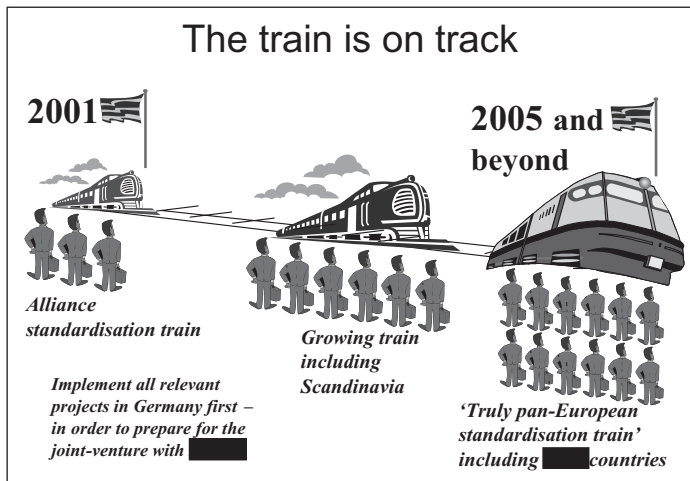 The train is on track
2001
2005 and
beyond
Alliance
standardisation train
Growing train
including
Scandinavia
Implement all relevant
projects in Germany first –
in order to prepare for the
joint-venture with
‘Truly pan-European
standardisation train’
including countries